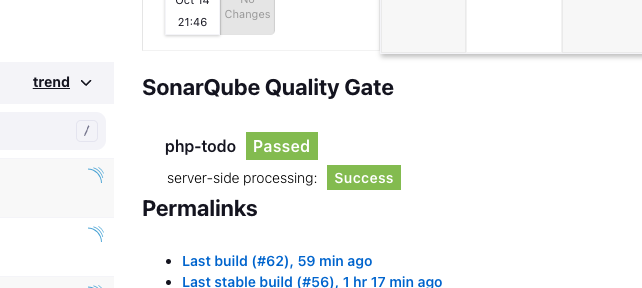 Oct 14
21:46
No
Changes
trend
/
SonarQube Quality Gate
php-todo Passed
server-side processing: Success
Permalinks
Last build (#62), 59 min ago
Last stable build (#56), 1 hr 17 min ago